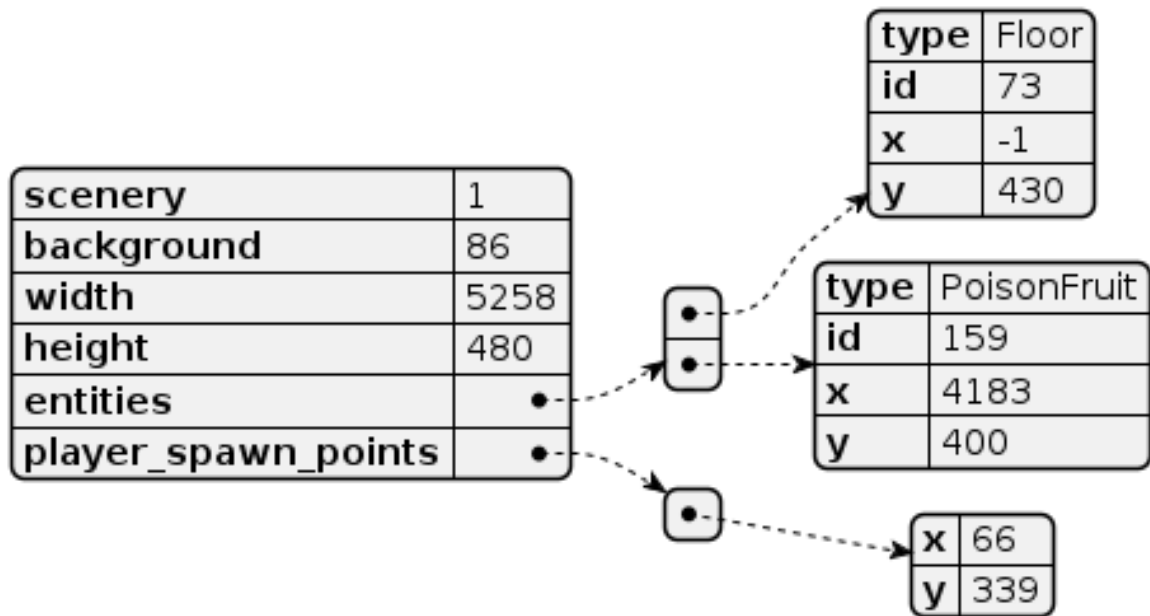 scenery 1
background 86
width 5258
height 480
entities
player_spawn_points
type Floor
id 73
x -1
y 430
type PoisonFruit
id 159
x 4183
y 400
x 66
y 339